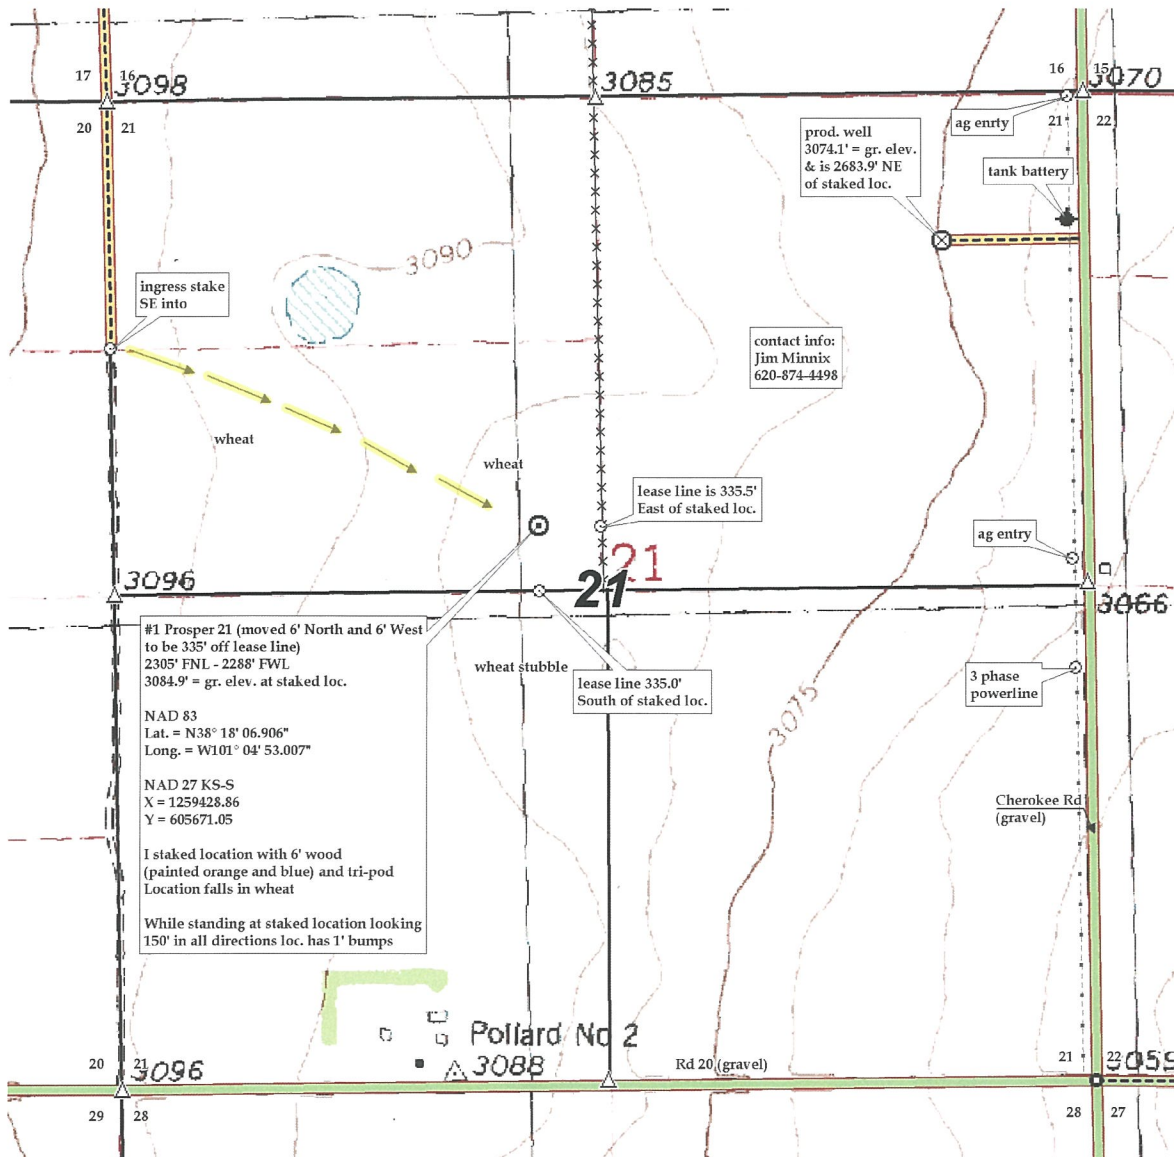 17
16
3098
3085
16
15
3070
20
21
21
22
ag enrty
prod. well
3074.1' = gr. elev.
& is 2683.9' NE
of staked loc.
tank battery
3090
ingress stake
SE into
contact info:
Jim Minnix
620-874-4498
wheat
wheat
lease line is 335.5'
East of staked loc.
ag entry
21
21
3096
3066
#1 Prosper 21 (moved 6' North and 6' West
to be 335' off lease line)
2305' FNL - 2288' FWL
3084.9' = gr. elev. at staked loc.
NAD 83
Lat. = N38° 18' 06.906"
Long. = W101° 04' 53.007"
NAD 27 KS-S
X = 1259428.86
Y = 605671.05
I staked location with 6' wood
(painted orange and blue) and tri-pod
Location falls in wheat
While standing at staked location looking
150' in all directions loc. has 1' bumps
wheat stubble
lease line 335.0'
South of staked loc.
3 phase
powerline
3075
Cherokee Rd
(gravel)
Pollard No 2
3088
Rd 20 (gravel)
20
21
3096
21
22
3059
29
28
28
27